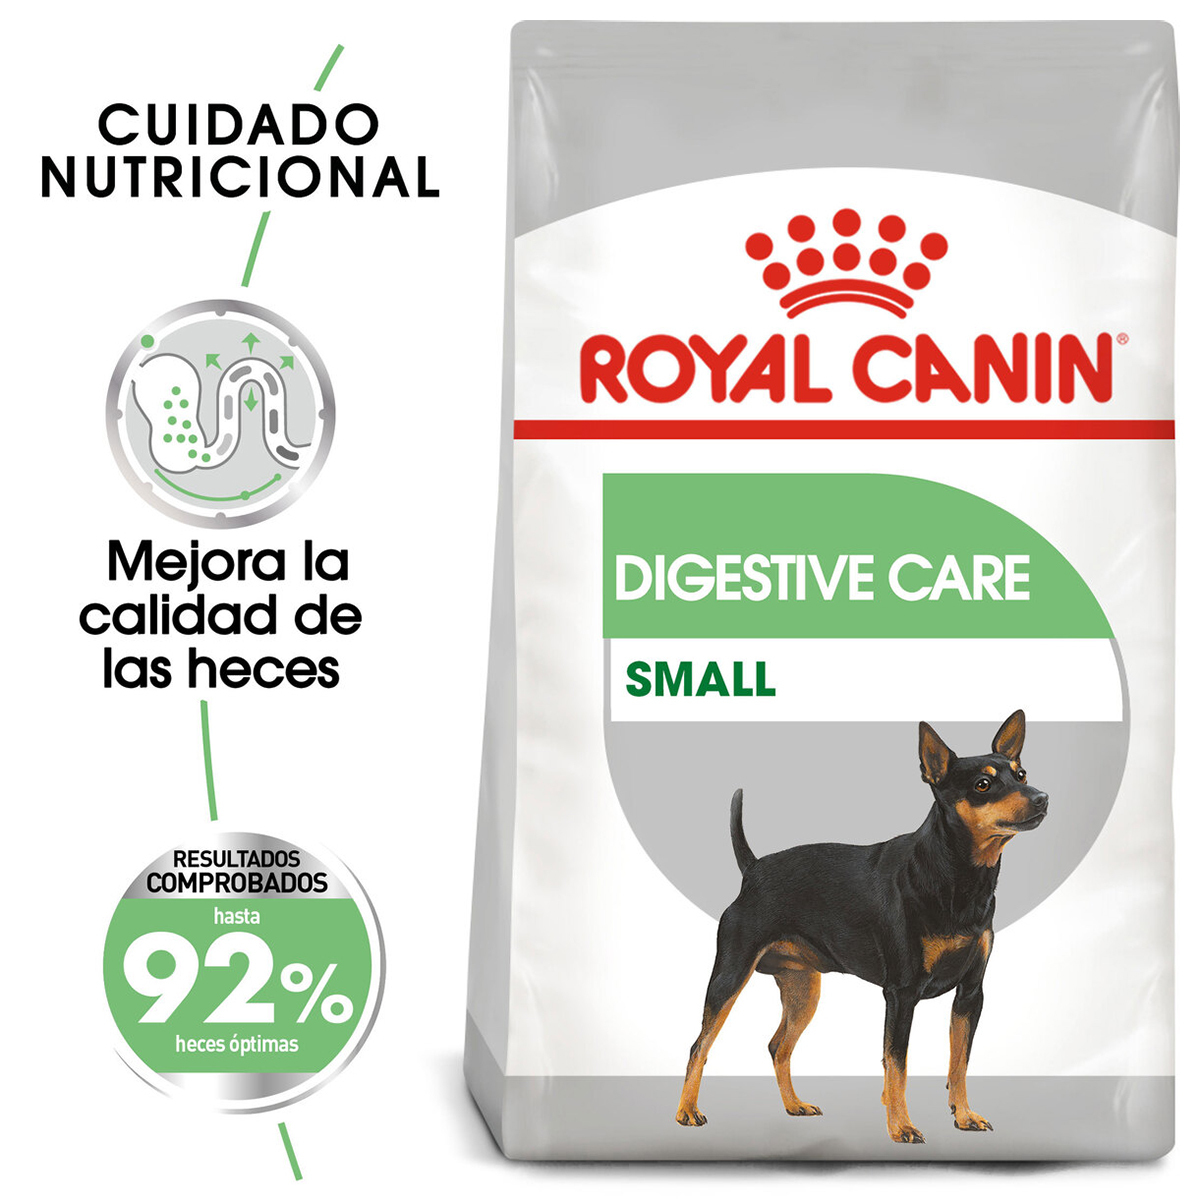 CUIDADO
NUTRICIONAL
Mejora la
calidad de
las heces
RESULTADOS
COMPROBADOS
hasta
92%
heces óptimas
ROYAL CANIN®
DIGESTIVE CARE
SMALL